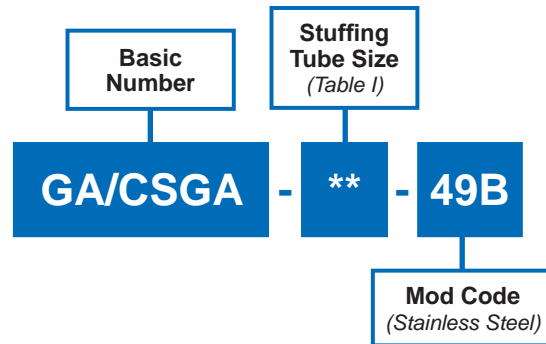 Basic
Number
Stuffing
Tube Size
(Table I)
GA/CSGA - ** - 49B
Mod Code
(Stainless Steel)